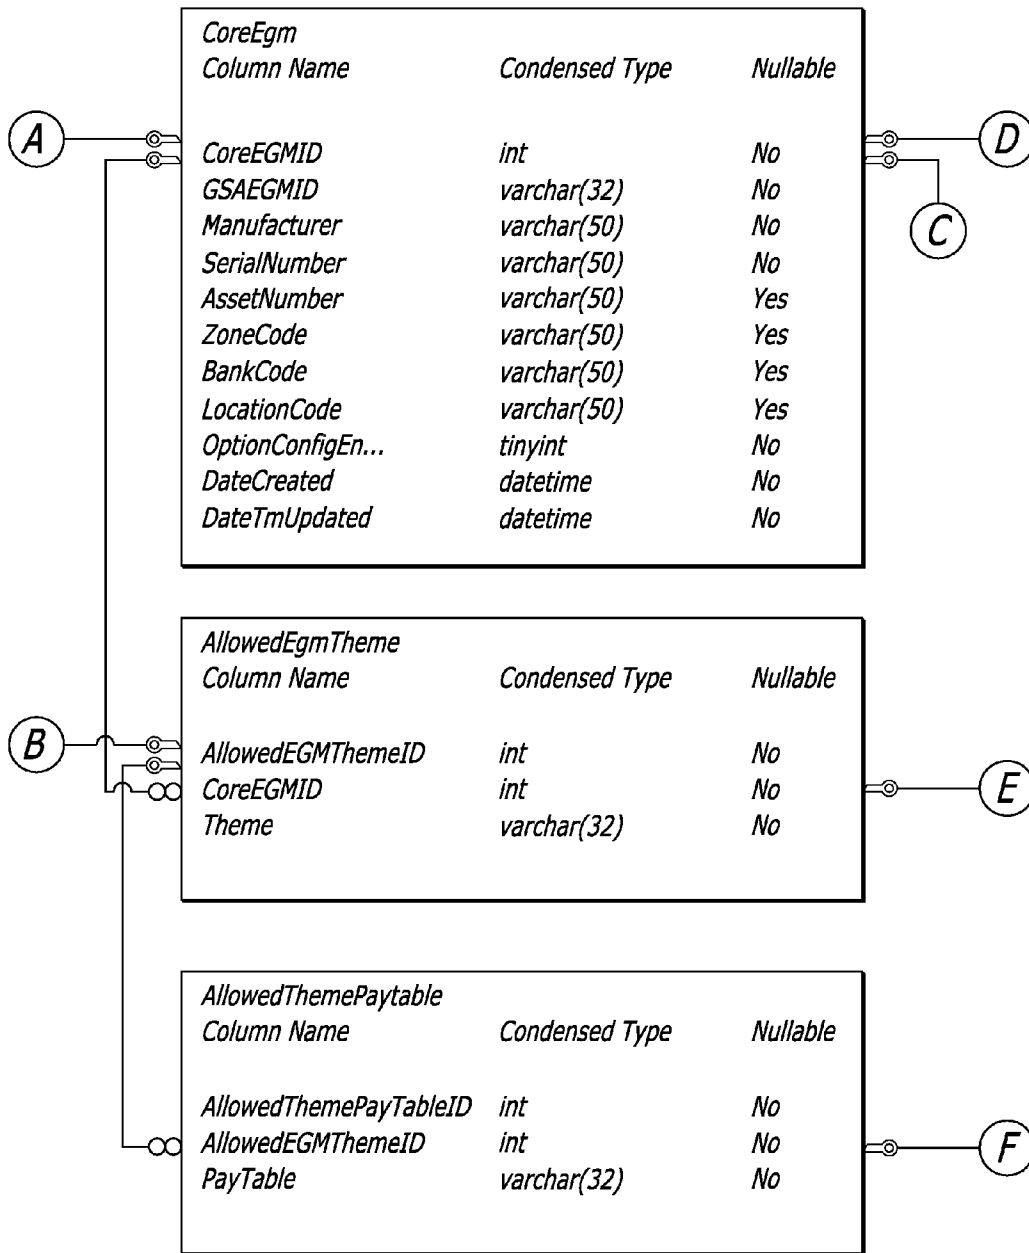 CoreEgm
Column Name Condensed Type Nullable
A
D
CoreEGMID int No
GSAEGMID varchar(32) No
Manufacturer varchar(50) No
C
SerialNumber varchar(50) No
AssetNumber varchar(50) Yes
ZoneCode varchar(50) Yes
BankCode varchar(50) Yes
LocationCode varchar(50) Yes
OptionConfigEn... tinyint No
DateCreated datetime No
DateTmUpdated datetime No
AllowedEgmTheme
Column Name Condensed Type Nullable
B
AllowedEGMThemeID int No
CoreEGMID int No
E
Theme varchar(32) No
AllowedThemePaytable
Column Name Condensed Type Nullable
AllowedThemePayTableID int No
AllowedEGMThemeID int No
F
PayTable varchar(32) No